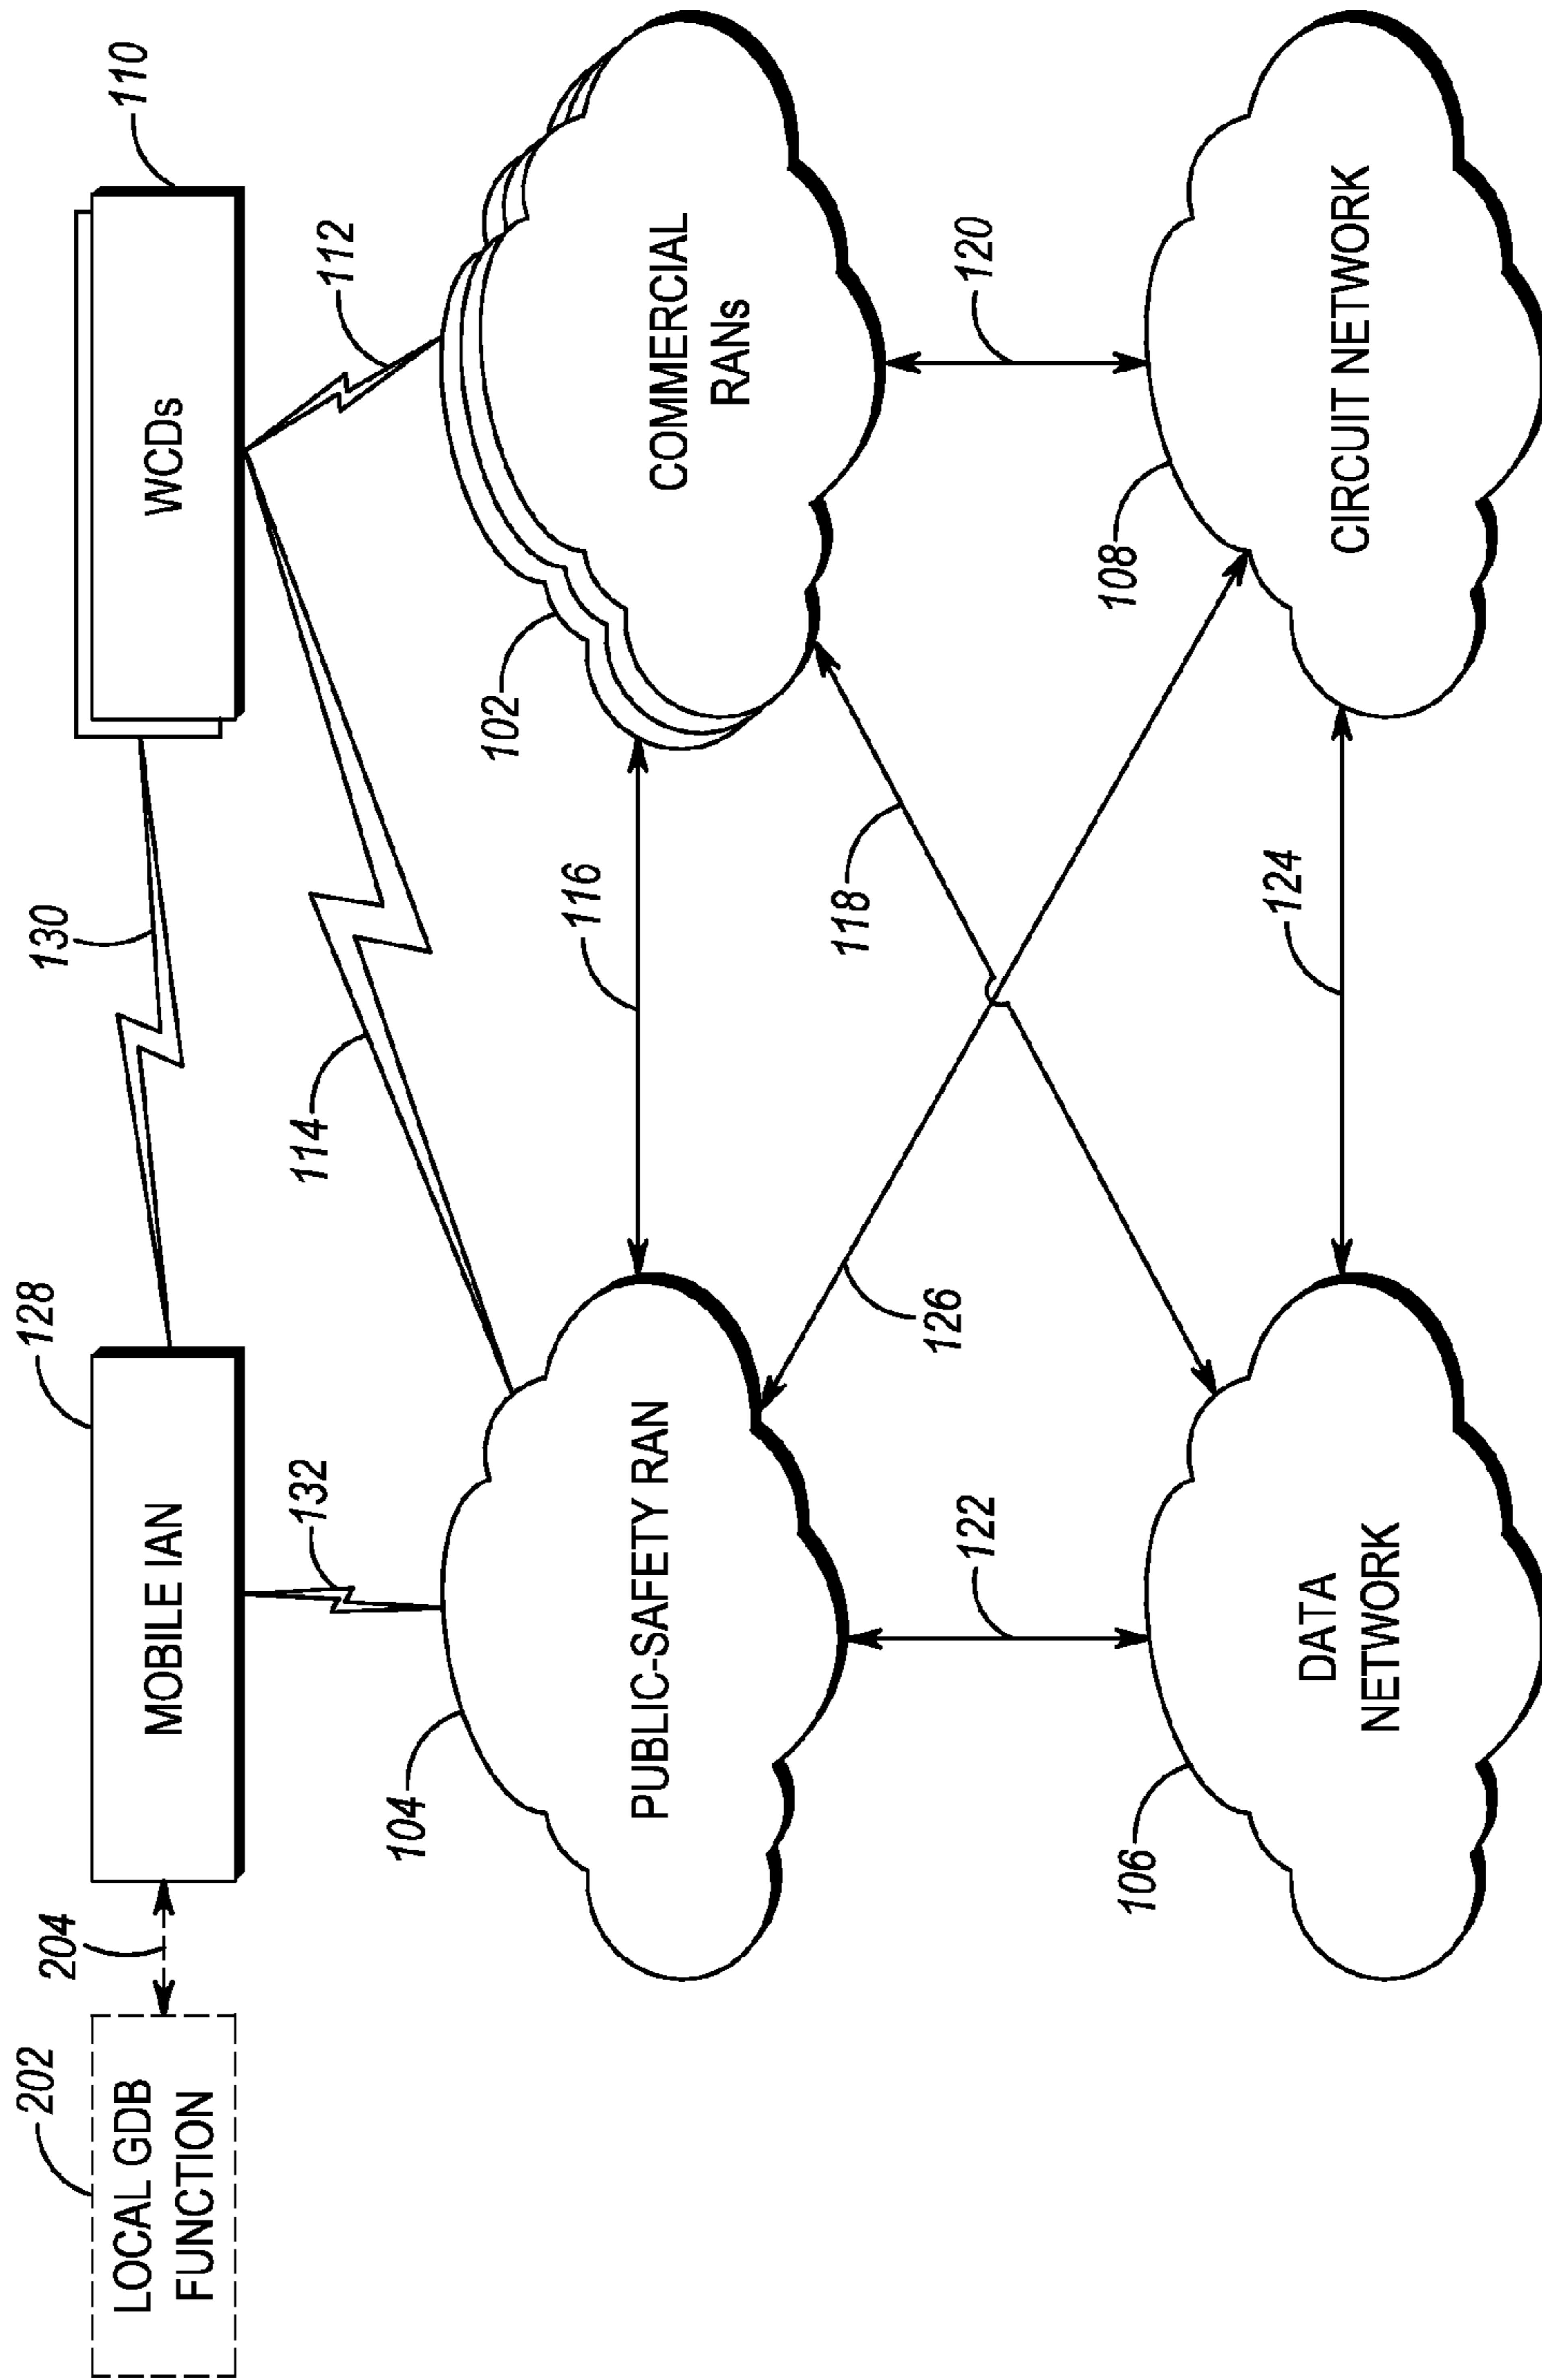 202
LOCAL GDB
FUNCTION
204
128
MOBILE IAN
130
WCDs
110
132
114
112
104
PUBLIC-SAFETY RAN
116
102
COMMERCIAL
RANs
122
126
118
120
106
DATA
NETWORK
124
108
CIRCUIT NETWORK